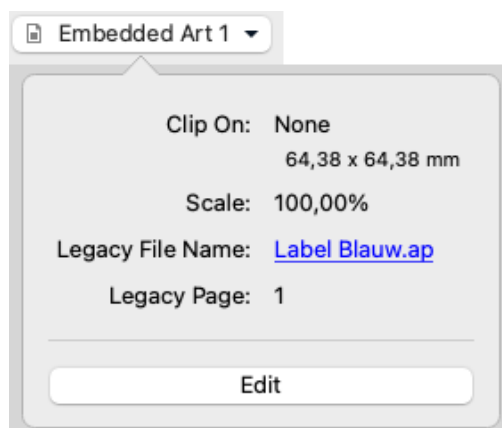 Embedded Art 1
Clip On: None
64,38 x 64,38 mm
Scale: 100,00%
Legacy File Name: Label Blauw.ap
Legacy Page: 1
Edit